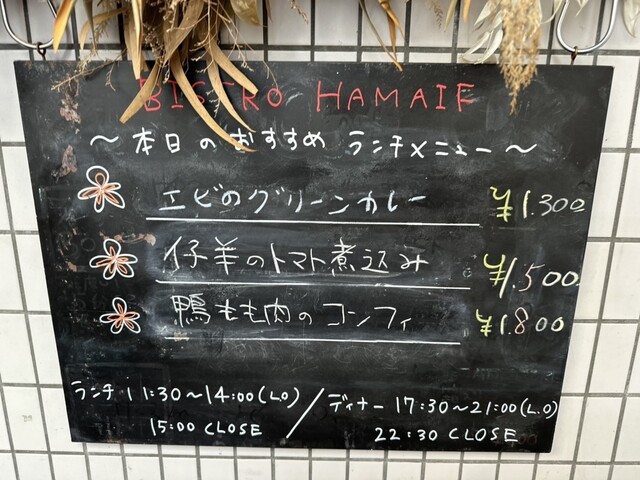 BISTRO HAMAIE
～本日のおすすめ ランチメニュー～
エビのグリーンカレー ¥1.300
仔羊のトマト煮込み ¥1.500
鴨もも肉のコンフィ ¥1.800
ランチ 11:30～14:00(L.O) / ディナー 17:30～21:00(L.O)
15:00 CLOSE 22:30 CLOSE